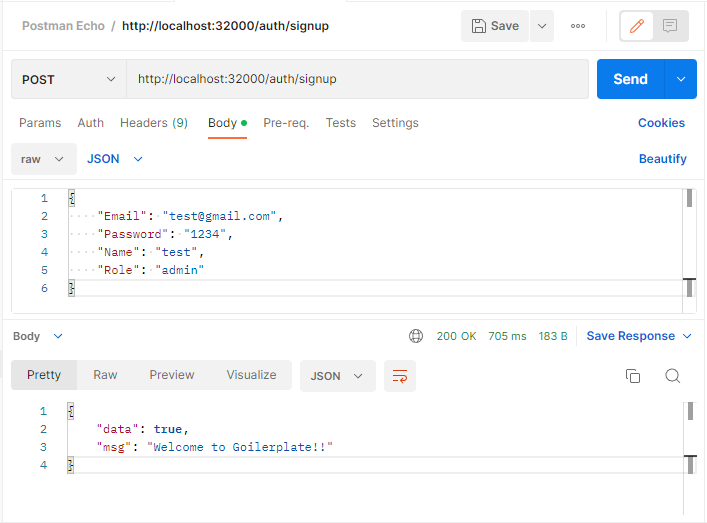 Postman Echo / http://localhost:32000/auth/signup Save
POST http://localhost:32000/auth/signup Send
Params Auth Headers (9) Body Pre-req. Tests Settings Cookies
raw JSON Beautify
1 {
2 "Email": "test@gmail.com",
3 "Password": "1234",
4 "Name": "test",
5 "Role": "admin"
6 }
Body 200 OK 705 ms 183 B Save Response
Pretty Raw Preview Visualize JSON
1 {
2 "data": true,
3 "msg": "Welcome to Goilerplate!!"
4 }